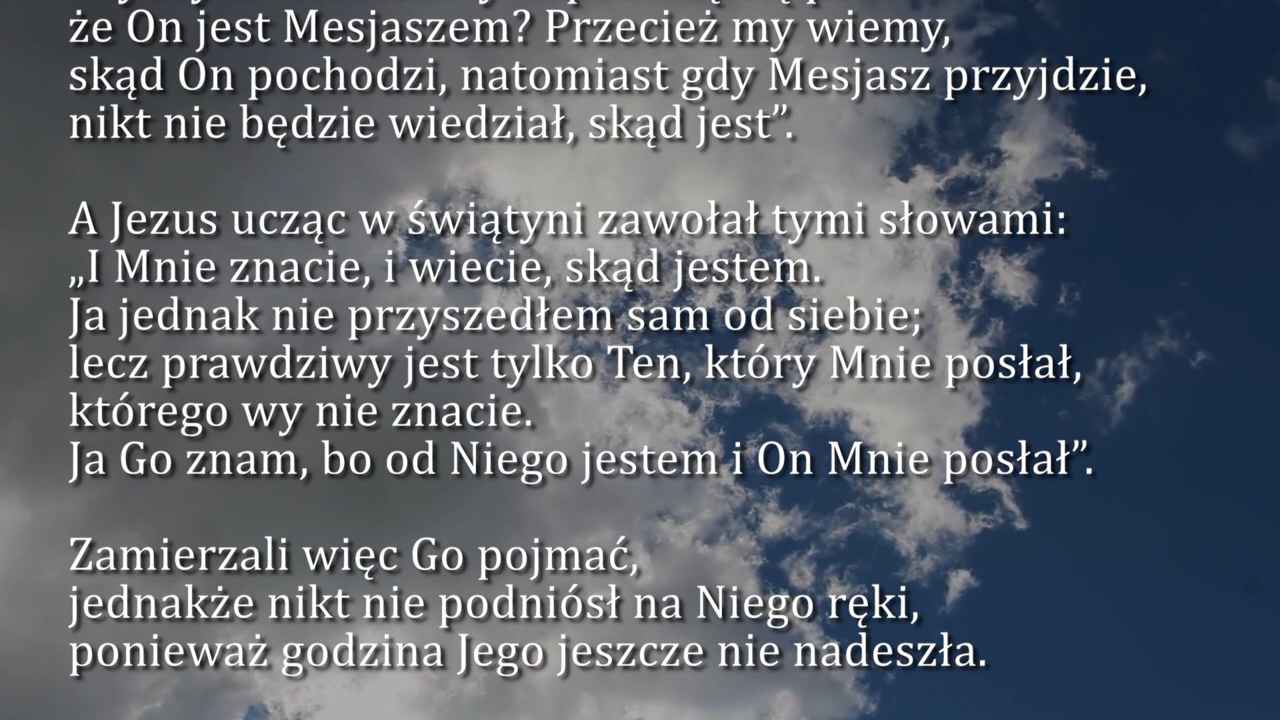 że On jest Mesjaszem? Przecież my wiemy,
skąd On pochodzi, natomiast gdy Mesjasz przyjdzie,
nikt nie będzie wiedział, skąd jest”.
A Jezus ucząc w świątyni zawołał tymi słowami:
„I Mnie znacie, i wiecie, skąd jestem.
Ja jednak nie przyszedłem sam od siebie;
lecz prawdziwy jest tylko Ten, który Mnie posłał,
którego wy nie znacie.
Ja Go znam, bo od Niego jestem i On Mnie posłał”.
Zamierzali więc Go pojmać,
jednakże nikt nie podniósł na Niego ręki,
ponieważ godzina Jego jeszcze nie nadeszła.